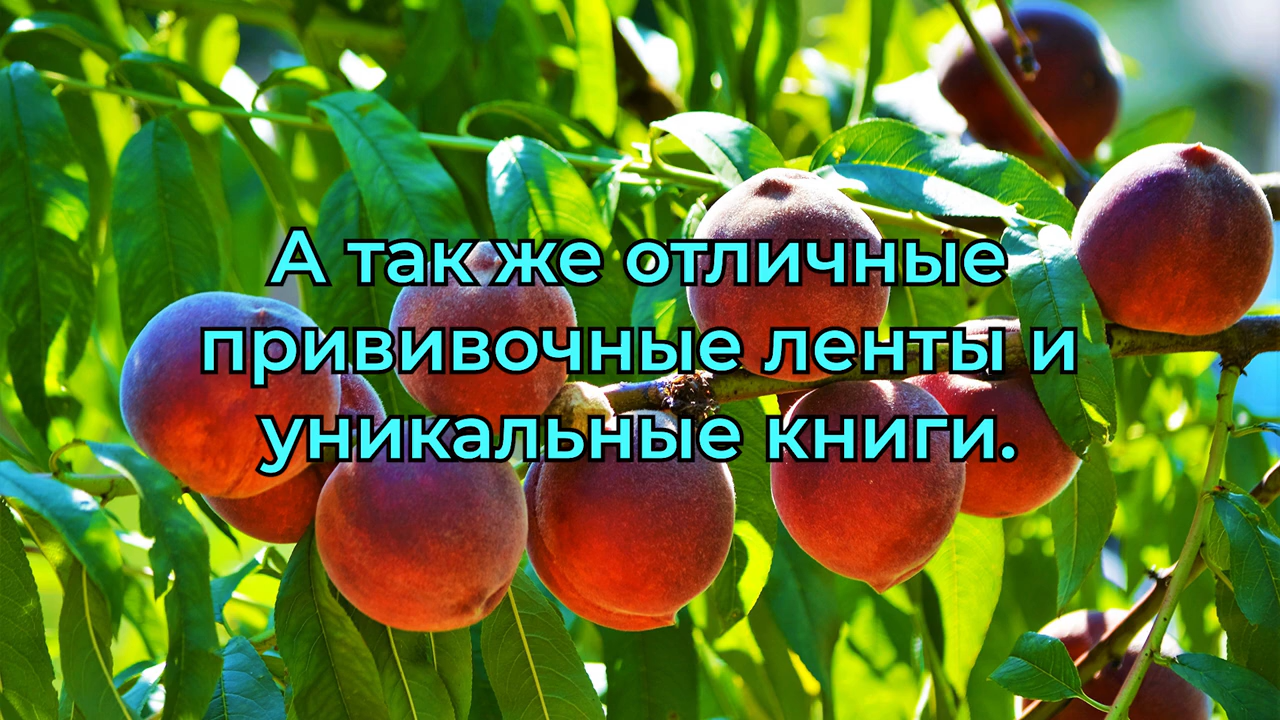 А так же отличные
прививочные ленты и
уникальные книги.